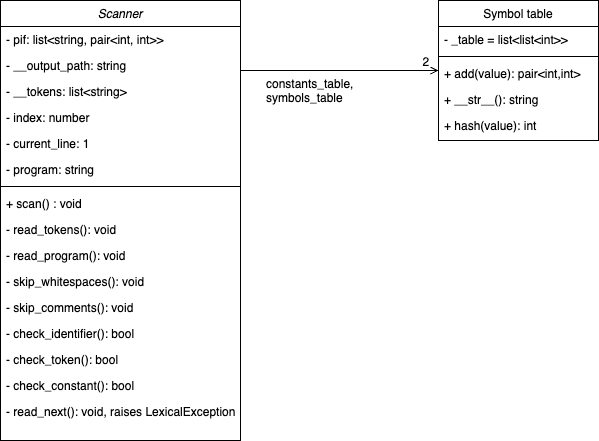 Scanner
- pif: list<string, pair<int, int>>
- __output_path: string
- __tokens: list<string>
- index: number
- current_line: 1
- program: string
+ scan() : void
- read_tokens(): void
- read_program(): void
- skip_whitespaces(): void
- skip_comments(): void
- check_identifier(): bool
- check_token(): bool
- check_constant(): bool
- read_next(): void, raises LexicalException
2
constants_table,
symbols_table
Symbol table
- _table = list<list<int>>
+ add(value): pair<int,int>
+ __str__(): string
+ hash(value): int